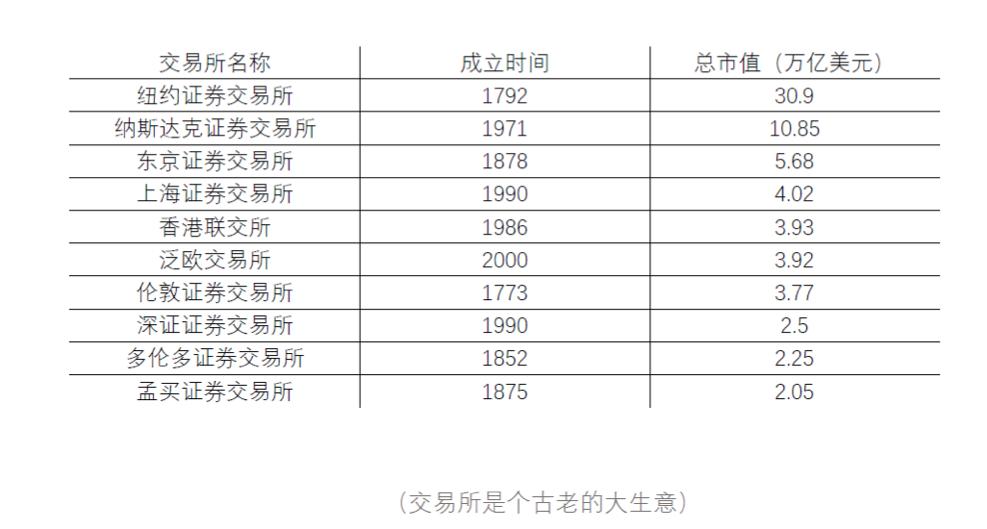 交易所名称 成立时间 总市值（万亿美元）
纽约证券交易所 1792 30.9
纳斯达克证券交易所 1971 10.85
东京证券交易所 1878 5.68
上海证券交易所 1990 4.02
香港联交所 1986 3.93
泛欧交易所 2000 3.92
伦敦证券交易所 1773 3.77
深证证券交易所 1990 2.5
多伦多证券交易所 1852 2.25
孟买证券交易所 1875 2.05
（交易所是个古老的大生意）